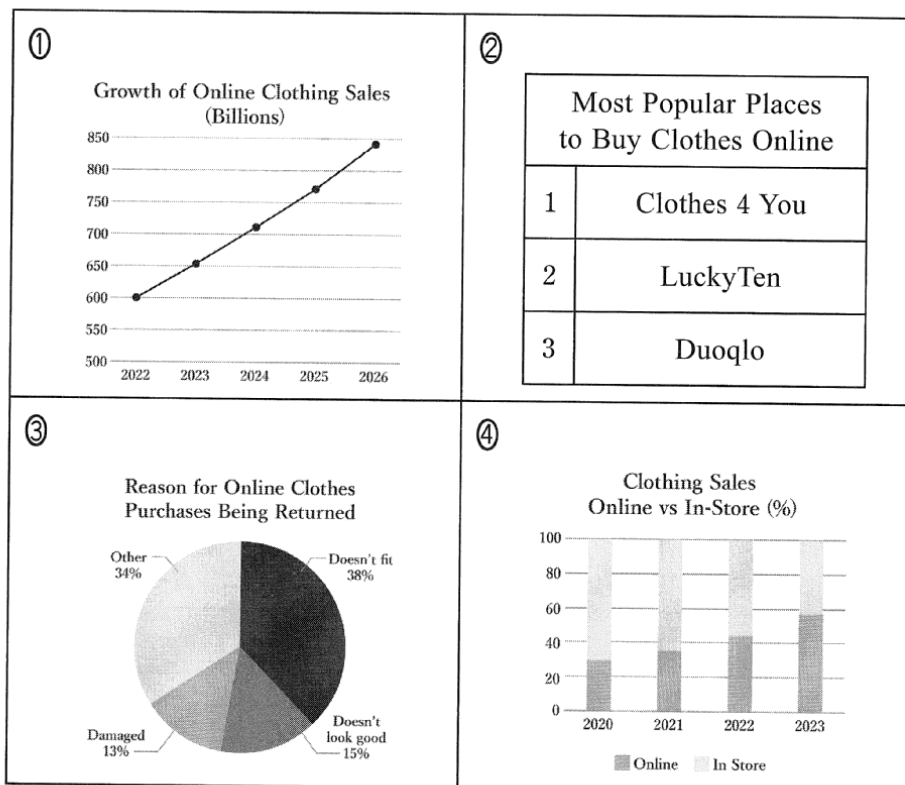 ①
Growth of Online Clothing Sales
(Billions)
850
800
750
700
650
600
550
500
2022 2023 2024 2025 2026
②
Most Popular Places
to Buy Clothes Online
1 Clothes 4 You
2 LuckyTen
3 Duoqlo
③
Reason for Online Clothes
Purchases Being Returned
Other
34%
Doesn't fit
38%
Damaged
13%
Doesn't
look good
15%
④
Clothing Sales
Online vs In-Store (%)
100
80
60
40
20
0
2020 2021 2022 2023
Online In Store